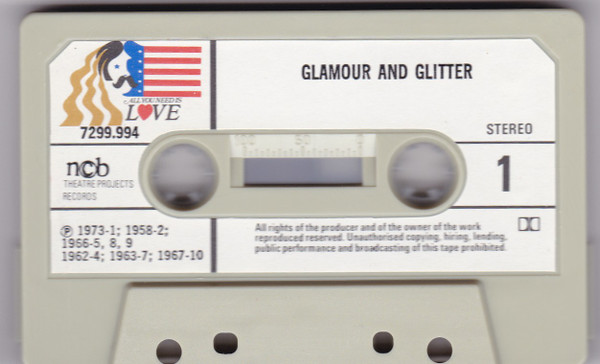 ALL YOU NEED IS
LOVE
7299.994
GLAMOUR AND GLITTER
STEREO
1
ncb
THEATRE PROJECTS
RECORDS
100 50 0
Ⓟ 1973-1; 1958-2;
1966-5, 8, 9
1962-4; 1963-7; 1967-10
All rights of the producer and of the owner of the work
reproduced reserved. Unauthorised copying, hiring, lending,
public performance and broadcasting of this tape prohibited.